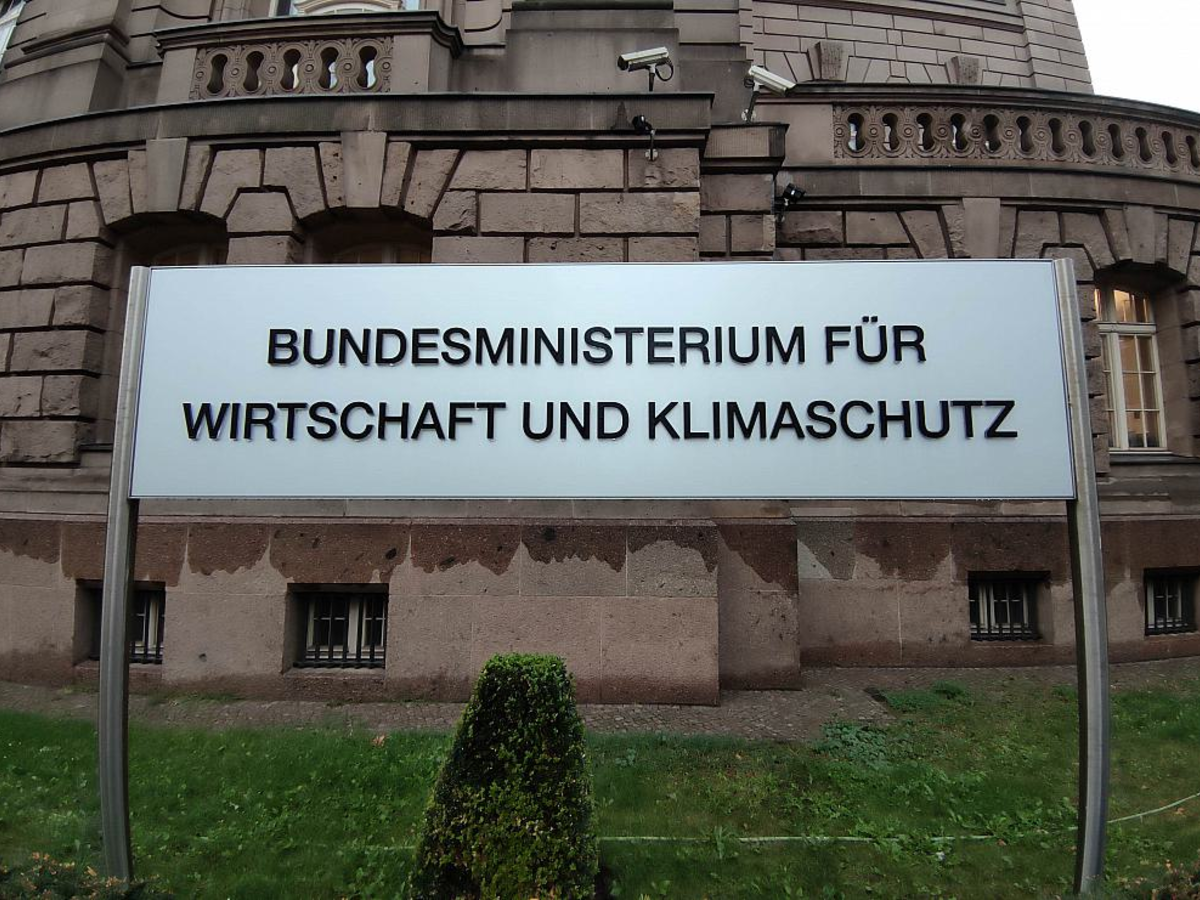 BUNDESMINISTERIUM FÜR
WIRTSCHAFT UND KLIMASCHUTZ